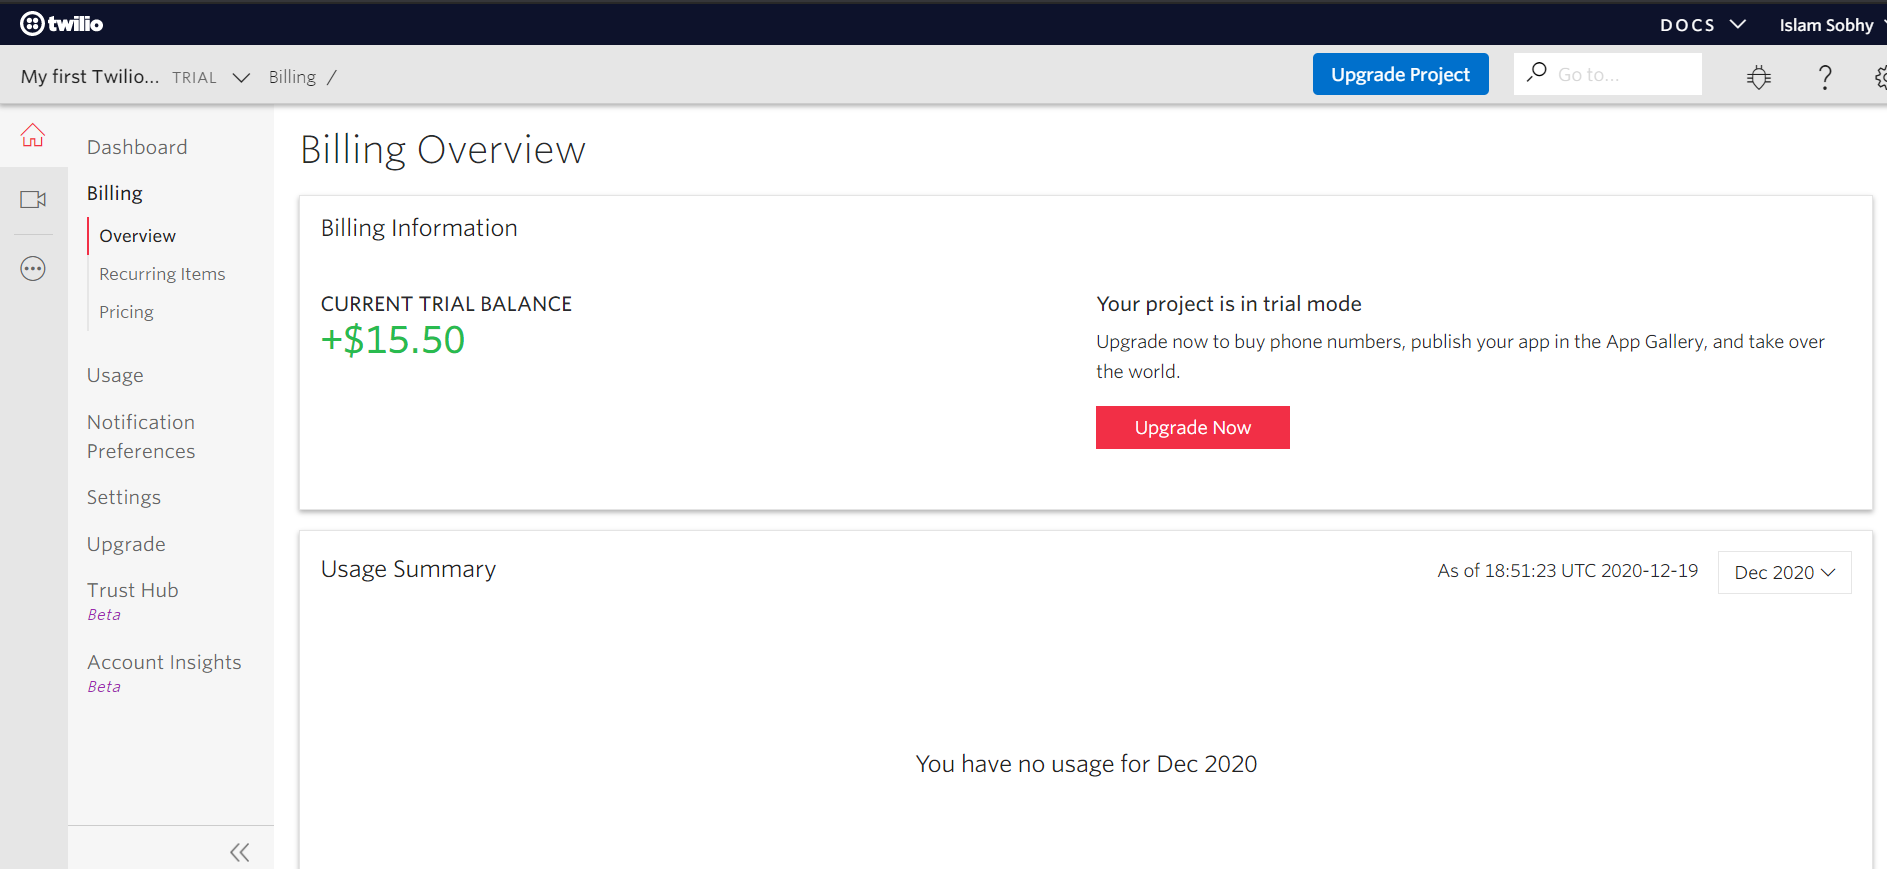 twilio
DOCS
Islam Sobhy
My first Twilio... TRIAL
Billing /
Upgrade Project
Go to...
?
Dashboard
Billing
Overview
Recurring Items
Pricing
Usage
Notification
Preferences
Settings
Upgrade
Trust Hub
Beta
Account Insights
Beta
Billing Overview
Billing Information
CURRENT TRIAL BALANCE
+$15.50
Your project is in trial mode
Upgrade now to buy phone numbers, publish your app in the App Gallery, and take over
the world.
Upgrade Now
Usage Summary
As of 18:51:23 UTC 2020-12-19
Dec 2020
You have no usage for Dec 2020